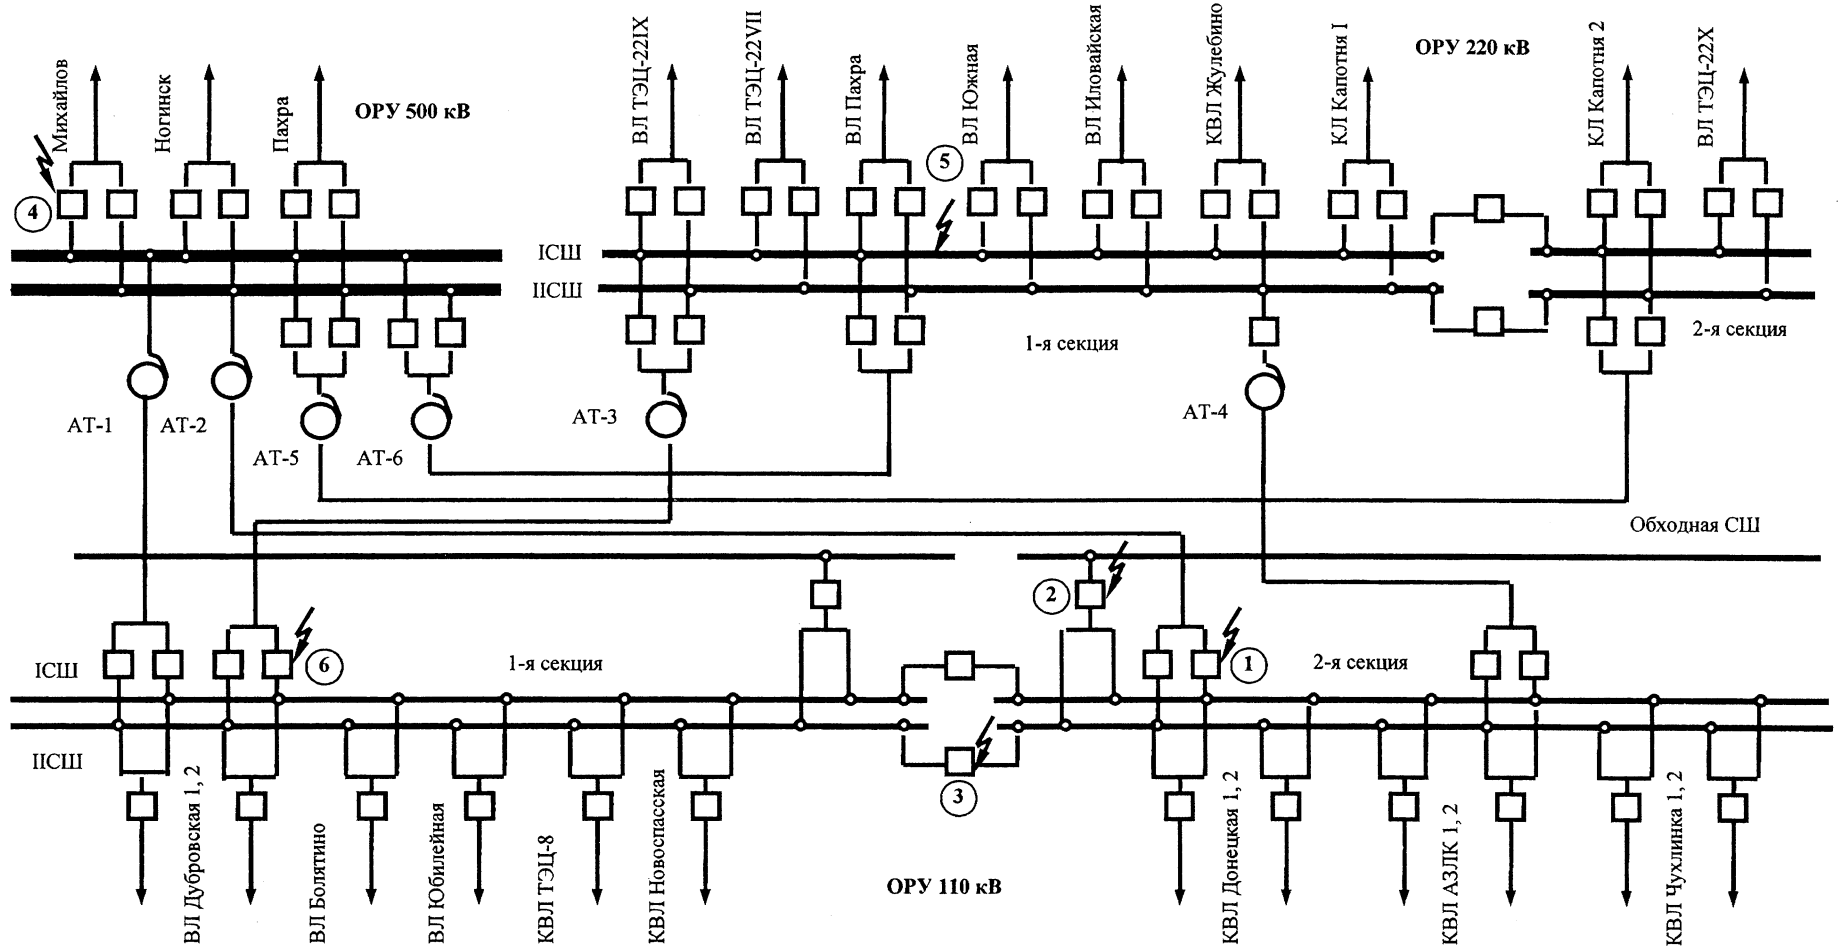 Михайлов
Ногинск
Пахра
ОРУ 500 кВ
ВЛ ТЭЦ-22IX
ВЛ ТЭЦ-22VII
ВЛ Пахра
ВЛ Южная
ВЛ Иловайская
КВЛ Жулебино
КЛ Капотня I
ОРУ 220 кВ
КЛ Капотня 2
ВЛ ТЭЦ-22X
5
4
IСШ
IIСШ
1-я секция
2-я секция
АТ-1
АТ-2
АТ-3
АТ-4
АТ-5
АТ-6
Обходная СШ
2
IСШ
6
1-я секция
1
2-я секция
IIСШ
3
ВЛ Дубровская 1, 2
ВЛ Болятино
ВЛ Юбилейная
КВЛ ТЭЦ-8
КВЛ Новоспасская
ОРУ 110 кВ
КВЛ Донецкая 1, 2
КВЛ АЗЛК 1, 2
КВЛ Чухлинка 1, 2